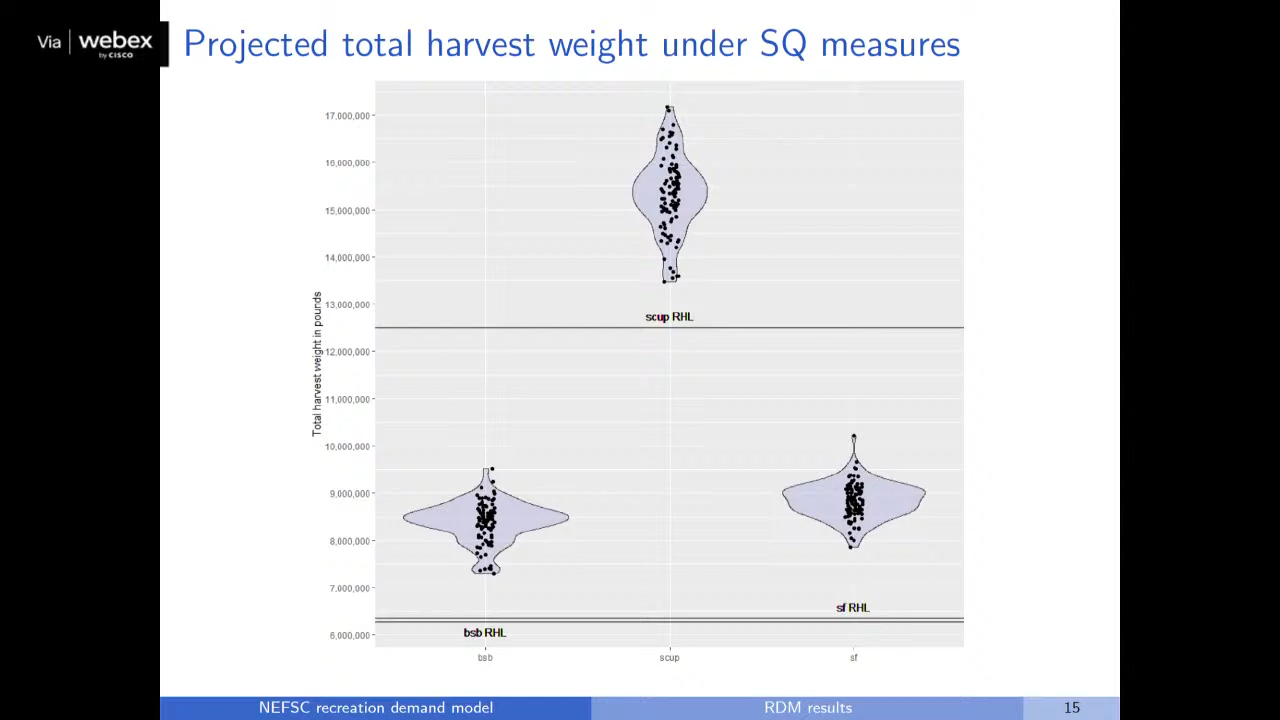 Via webex
by CISCO
Projected total harvest weight under SQ measures
Total harvest weight in pounds
17,000,000
16,000,000
15,000,000
14,000,000
13,000,000
12,000,000
11,000,000
10,000,000
9,000,000
8,000,000
7,000,000
6,000,000
scup RHL
sf RHL
bsb RHL
bsb scup sf
NEFSC recreation demand model RDM results 15